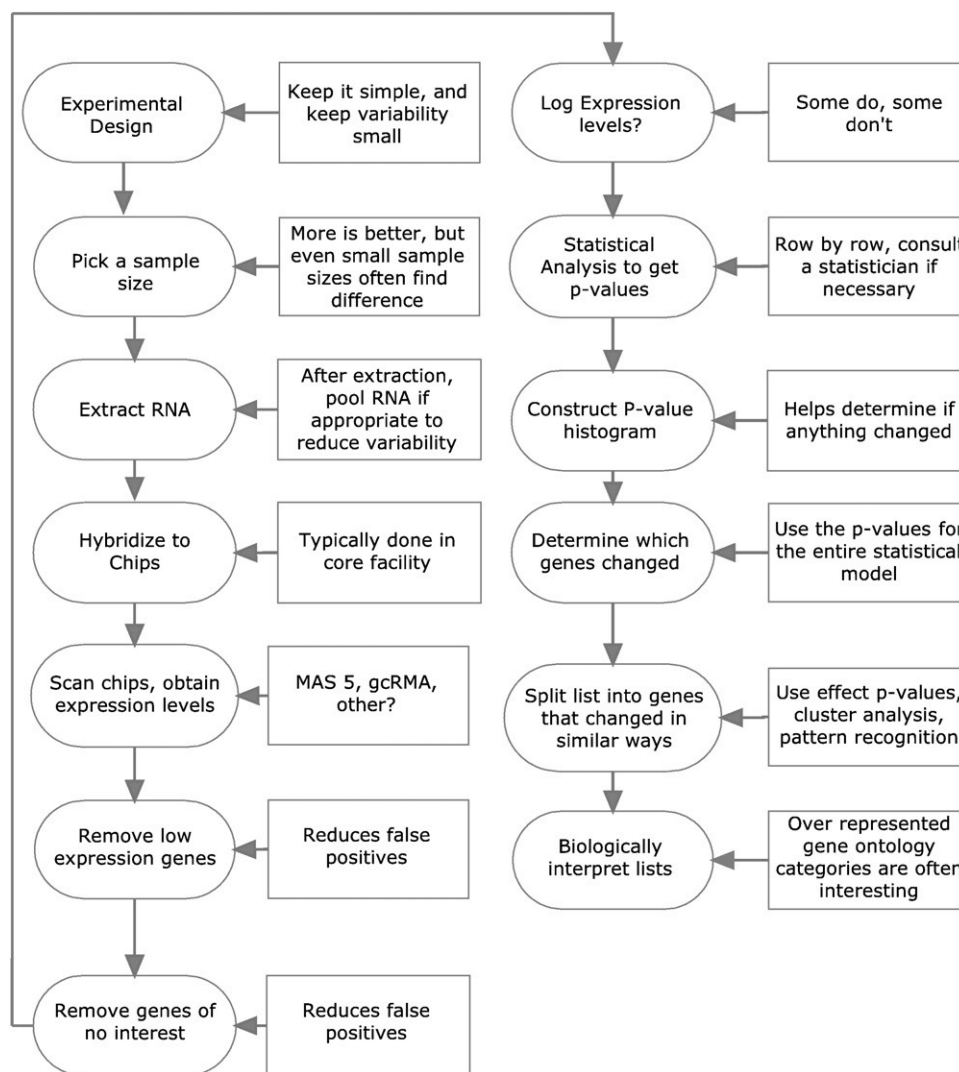 Experimental
Design
Keep it simple, and
keep variability
small
Pick a sample
size
More is better, but
even small sample
sizes often find
difference
Extract RNA
After extraction,
pool RNA if
appropriate to
reduce variability
Hybridize to
Chips
Typically done in
core facility
Scan chips, obtain
expression levels
MAS 5, gcRMA,
other?
Remove low
expression genes
Reduces false
positives
Remove genes of
no interest
Reduces false
positives
Log Expression
levels?
Some do, some
don't
Statistical
Analysis to get
p-values
Row by row, consult
a statistician if
necessary
Construct P-value
histogram
Helps determine if
anything changed
Determine which
genes changed
Use the p-values for
the entire statistical
model
Split list into genes
that changed in
similar ways
Use effect p-values,
cluster analysis,
pattern recognition
Biologically
interpret lists
Over represented
gene ontology
categories are often
interesting